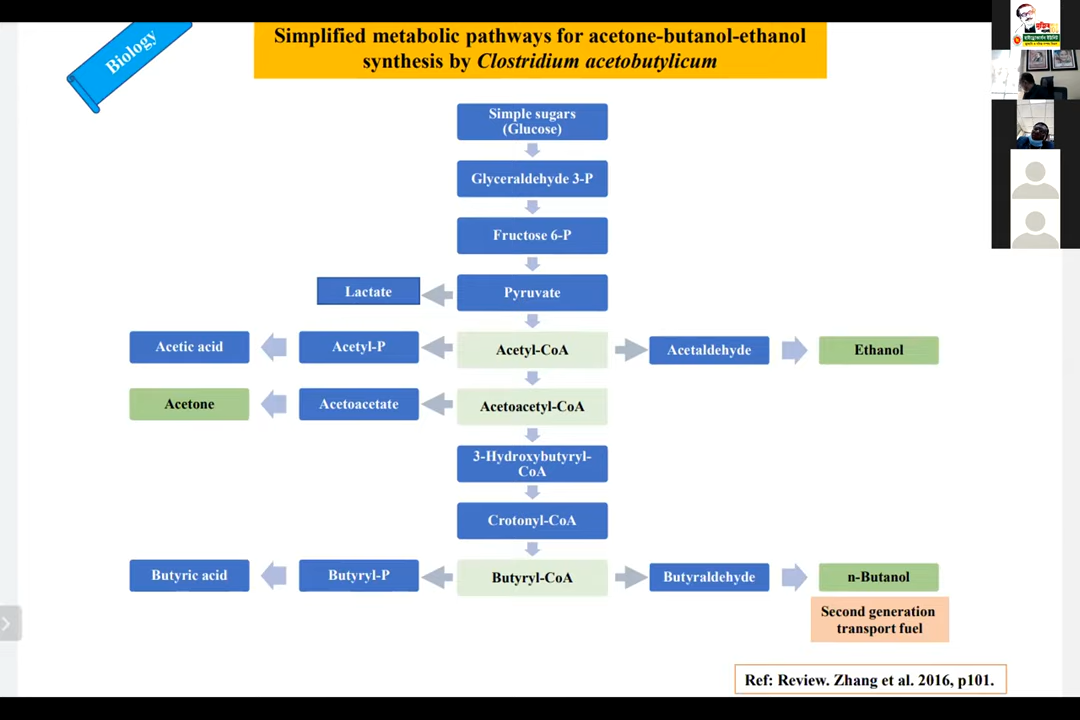 Biology
Simplified metabolic pathways for acetone-butanol-ethanol
synthesis by Clostridium acetobutylicum
Simple sugars
(Glucose)
Glyceraldehyde 3-P
Fructose 6-P
Lactate
Pyruvate
Acetic acid
Acetyl-P
Acetyl-CoA
Acetaldehyde
Ethanol
Acetone
Acetoacetate
Acetoacetyl-CoA
3-Hydroxybutyryl-
CoA
Crotonyl-CoA
Butyric acid
Butyryl-P
Butyryl-CoA
Butyraldehyde
n-Butanol
Second generation
transport fuel
Ref: Review. Zhang et al. 2016, p101.